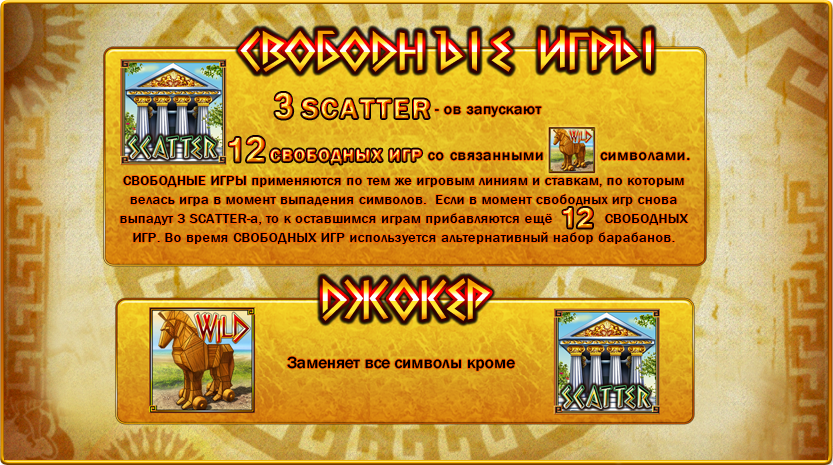 СВОБОДНЫЕ ИГРЫ
3 SCATTER - ов запускают
SCATTER
12 СВОБОДНЫХ ИГР со связанными WILD символами.
СВОБОДНЫЕ ИГРЫ применяются по тем же игровым линиям и ставкам, по которым
велась игра в момент выпадения символов. Если в момент свободных игр снова
выпадут 3 SCATTER-а, то к оставшимся играм прибавляются ещё 12 СВОБОДНЫХ
ИГР. Во время СВОБОДНЫХ ИГР используется альтернативный набор барабанов.
ДЖОКЕР
WILD
Заменяет все символы кроме
SCATTER